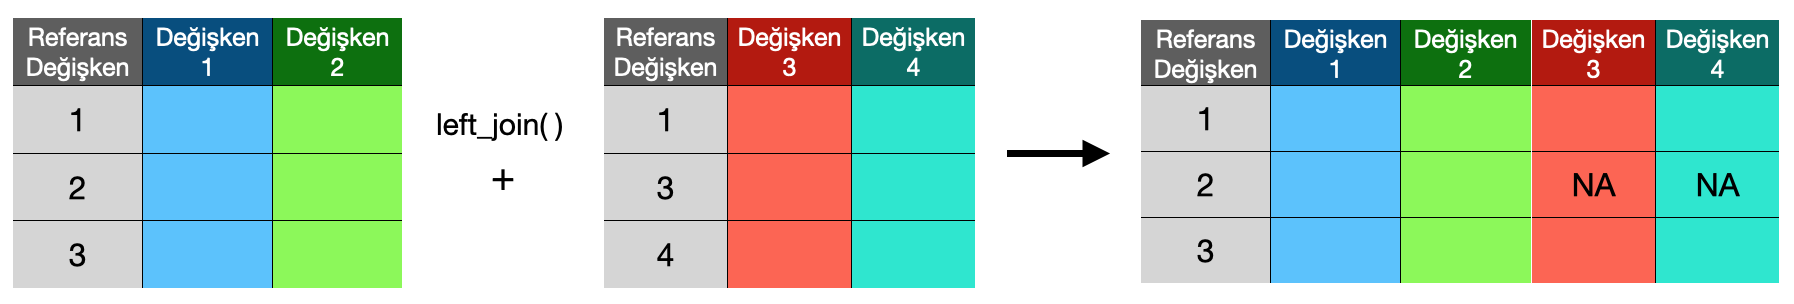 Referans Değişken
Değişken 1
Değişken 2
1
2
3
left_join()
+
Referans Değişken
Değişken 3
Değişken 4
1
3
4
Referans Değişken
Değişken 1
Değişken 2
Değişken 3
Değişken 4
1
2 NA NA
3